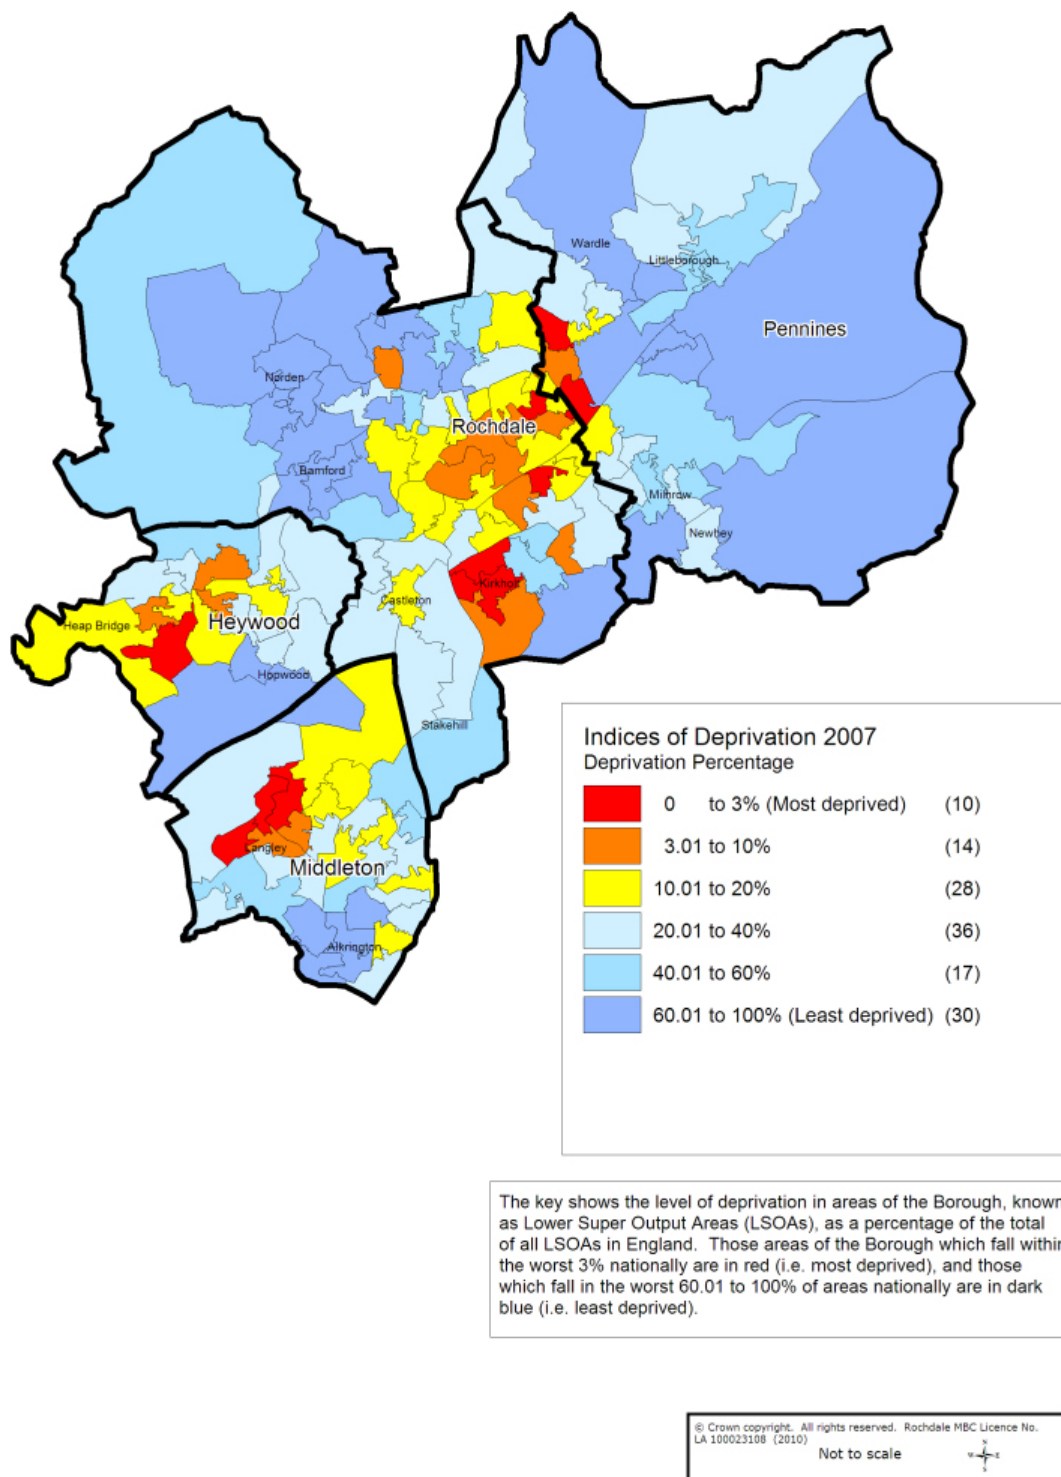 Wardle
Littleborough
Pennines
Norden
Rochdale
Bamford
Milnrow
Newhey
Kirkholt
Castleton
Heap Bridge
Heywood
Hopwood
Stakehill
Langley
Middleton
Alkrington
Indices of Deprivation 2007
Deprivation Percentage
0 to 3% (Most deprived) (10)
3.01 to 10% (14)
10.01 to 20% (28)
20.01 to 40% (36)
40.01 to 60% (17)
60.01 to 100% (Least deprived) (30)
The key shows the level of deprivation in areas of the Borough, known
as Lower Super Output Areas (LSOAs), as a percentage of the total
of all LSOAs in England. Those areas of the Borough which fall within
the worst 3% nationally are in red (i.e. most deprived), and those
which fall in the worst 60.01 to 100% of areas nationally are in dark
blue (i.e. least deprived).
© Crown copyright. All rights reserved. Rochdale MBC Licence No.
LA 100023108 (2010)
Not to scale
N
W E
S